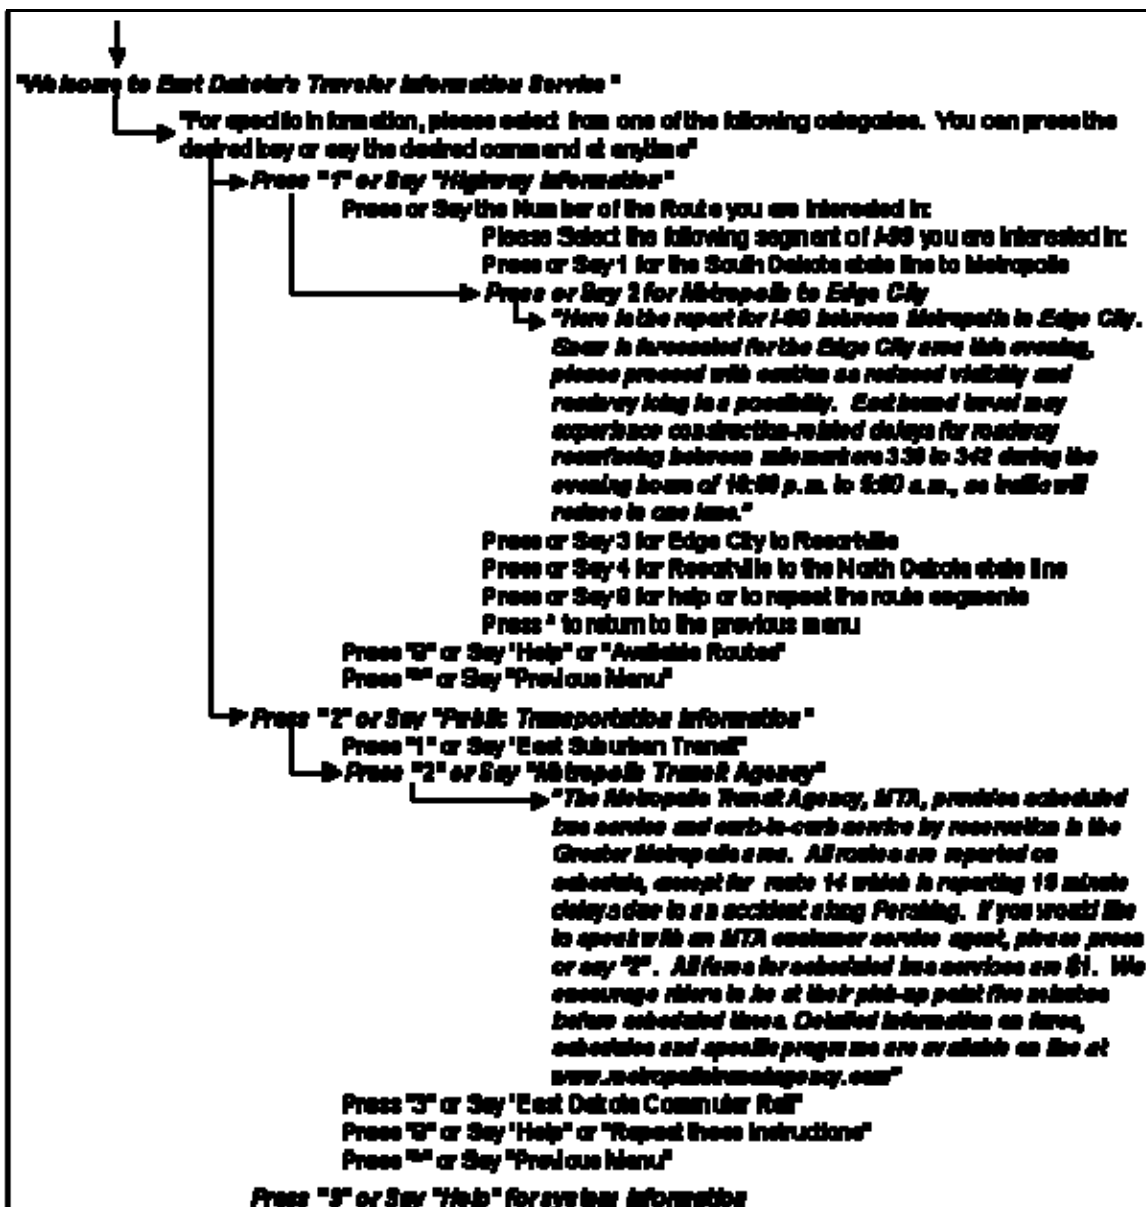 "Welcome to East Dakota's Traveler Information Service"
"For specific information, please select from one of the following categories. You can press the
desired key or say the desired command at anytime"
Press "1" or Say "Highway Information"
Press or Say the Number of the Route you are interested in:
Please Select the following segment of I-99 you are interested in:
Press or Say 1 for the South Dakota state line to Metropolis
Press or Say 2 for Metropolis to Edge City
"Here is the report for I-99 between Metropolis to Edge City.
Snow is forecasted for the Edge City area this evening,
please proceed with caution as reduced visibility and
roadway icing is a possibility. East bound travel may
experience construction-related delays for roadway
resurfacing between mile markers 339 to 342 during the
evening hours of p.m. to a.m., as traffic will
reduce to one lane."
Press or Say 3 for Edge City to Resortville
Press or Say 4 for Resortville to the North Dakota state line
Press or Say for help or to repeat the route segments
Press * to return to the previous menu
Press or Say "Help" or "Available Routes"
Press "*" or Say "Previous Menu"
Press "2" or Say "Public Transportation Information"
Press "1" or Say "East Suburban Transit"
Press "2" or Say "Metropolis Transit Agency"
"The Metropolis Transit Agency, MTA, provides scheduled
bus service and curb-to-curb service by reservation in the
Greater Metropolis area. All routes are reported on
schedule, except for route 14 which is reporting minute
delays due to an accident along Pershing. If you would like
to speak with an MTA customer service agent, please press
or say "2". All fares for scheduled bus services are $1. We
encourage riders to be at their pick-up point five minutes
before scheduled times. Detailed information on fares,
schedules and specific programs are available on line at
www.metropolistransitagency.com"
Press "3" or Say "East Dakota Commuter Rail"
Press or Say "Help" or "Repeat these Instructions"
Press "*" or Say "Previous Menu"
Press or Say "Help" for system information